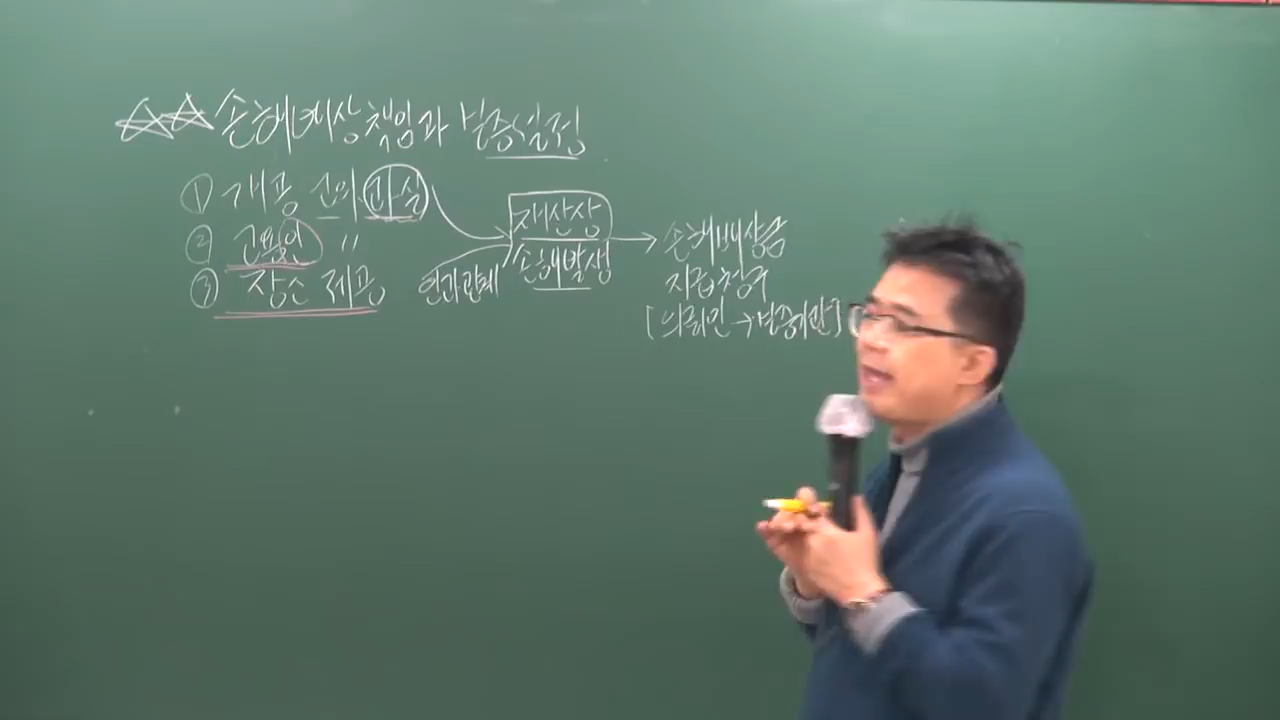 ☆☆ 손해배상책임과 보증설정
① 개공 고의 과실
② 고용인 〃
③ 장소 제공
인과관계
재산상
손해발생
손해배상금
지급청구
[의뢰인 → 보증기관]